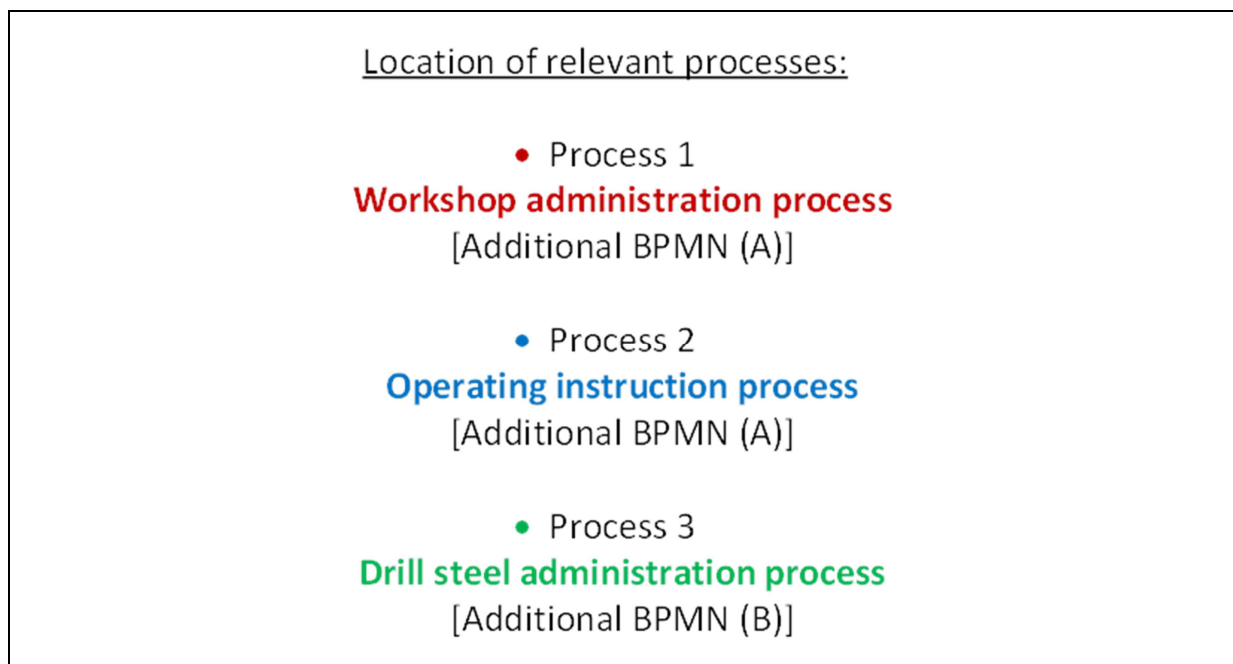 Location of relevant processes:
• Process 1
Workshop administration process
[Additional BPMN (A)]
• Process 2
Operating instruction process
[Additional BPMN (A)]
• Process 3
Drill steel administration process
[Additional BPMN (B)]